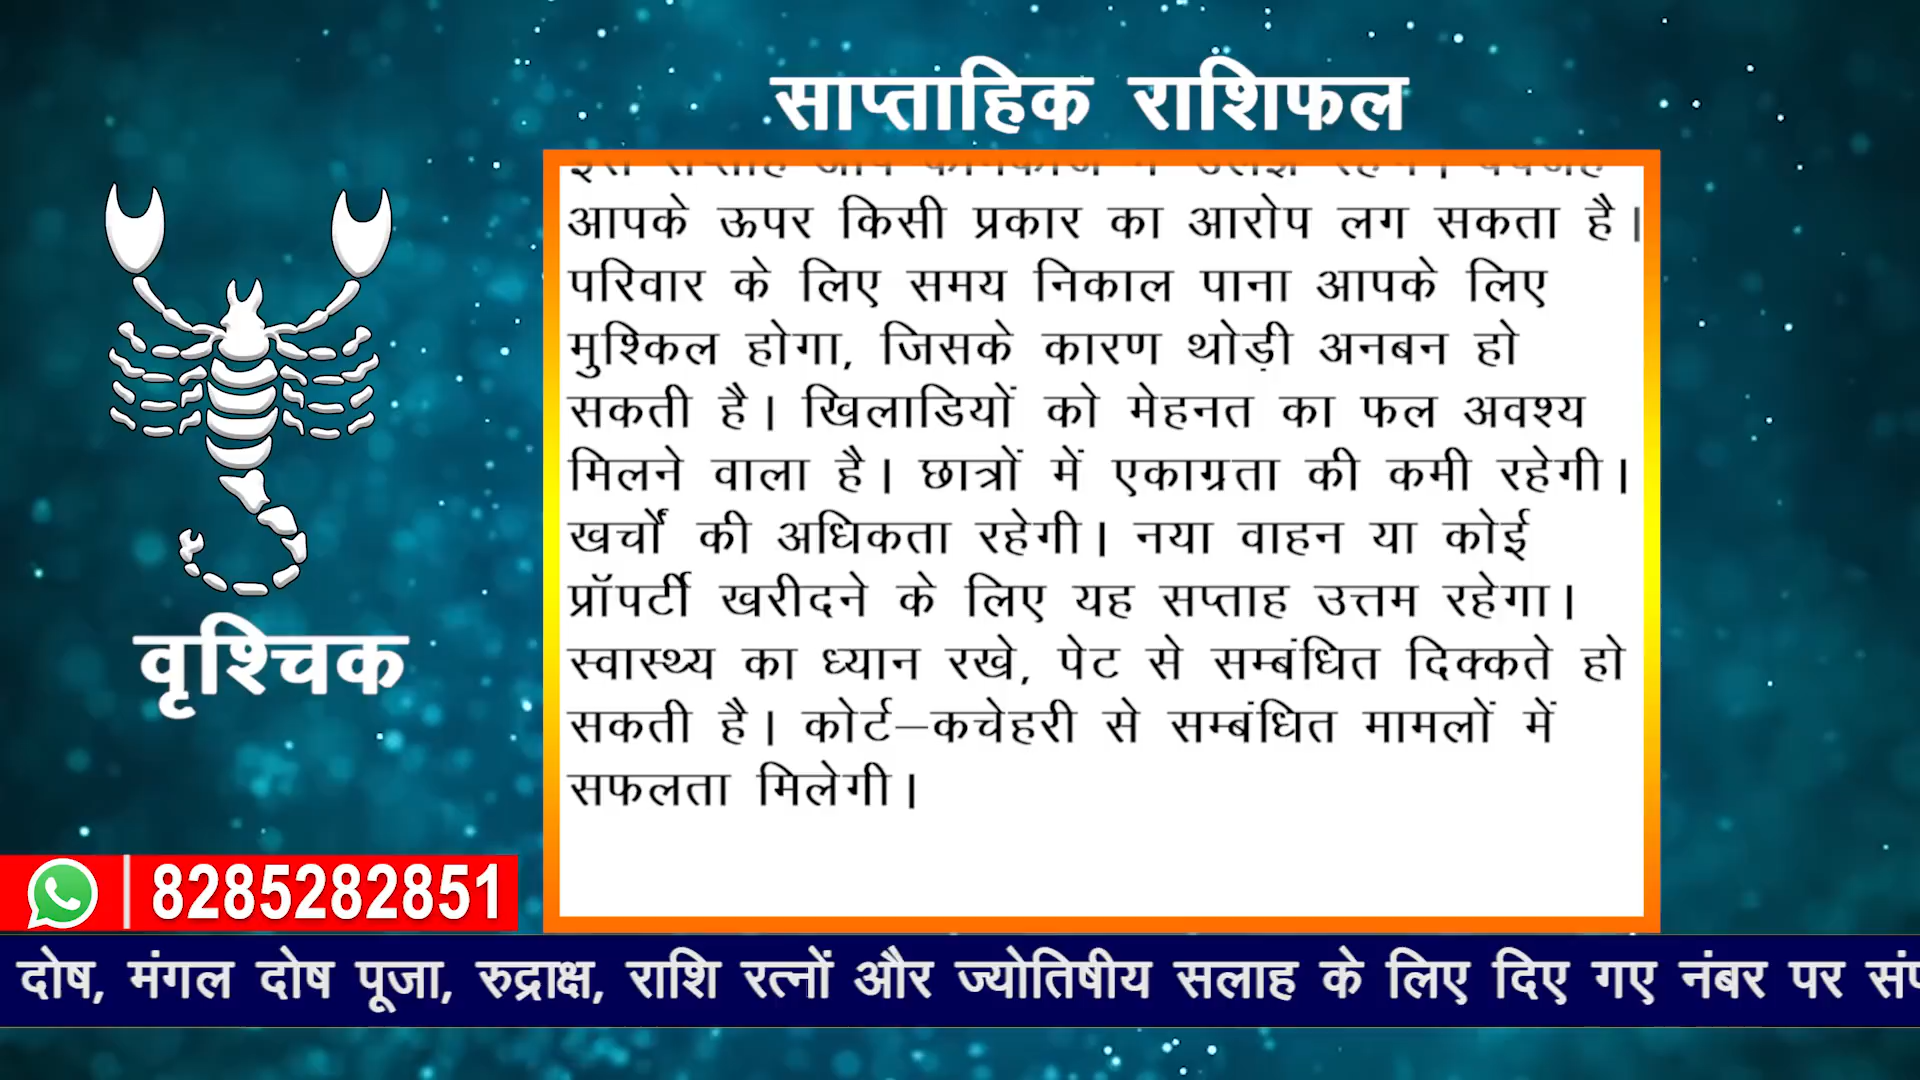 साप्ताहिक राशिफल
आपके ऊपर किसी प्रकार का आरोप लग सकता है।
परिवार के लिए समय निकाल पाना आपके लिए
मुश्किल होगा, जिसके कारण थोड़ी अनबन हो
सकती है। खिलाडियों को मेहनत का फल अवश्य
मिलने वाला है। छात्रों में एकाग्रता की कमी रहेगी।
खर्चों की अधिकता रहेगी। नया वाहन या कोई
प्रॉपर्टी खरीदने के लिए यह सप्ताह उत्तम रहेगा।
स्वास्थ्य का ध्यान रखे, पेट से सम्बंधित दिक्कते हो
सकती है। कोर्ट–कचेहरी से सम्बंधित मामलों में
सफलता मिलेगी।
वृश्चिक
8285282851
दोष, मंगल दोष पूजा, रुद्राक्ष, राशि रत्नों और ज्योतिषीय सलाह के लिए दिए गए नंबर पर